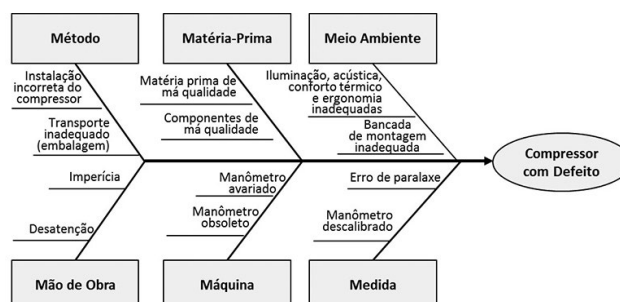 Método
Matéria-Prima
Meio Ambiente
Instalação
incorreta do
compressor
Transporte
inadequado
(embalagem)
Matéria prima de
má qualidade
Componentes de
má qualidade
Iluminação, acústica,
conforto térmico
e ergonomia
inadequadas
Bancada
de montagem
inadequada
Compressor
com Defeito
Imperícia
Desatenção
Manômetro
avariado
Manômetro
obsoleto
Erro de paralaxe
Manômetro
descalibrado
Mão de Obra
Máquina
Medida